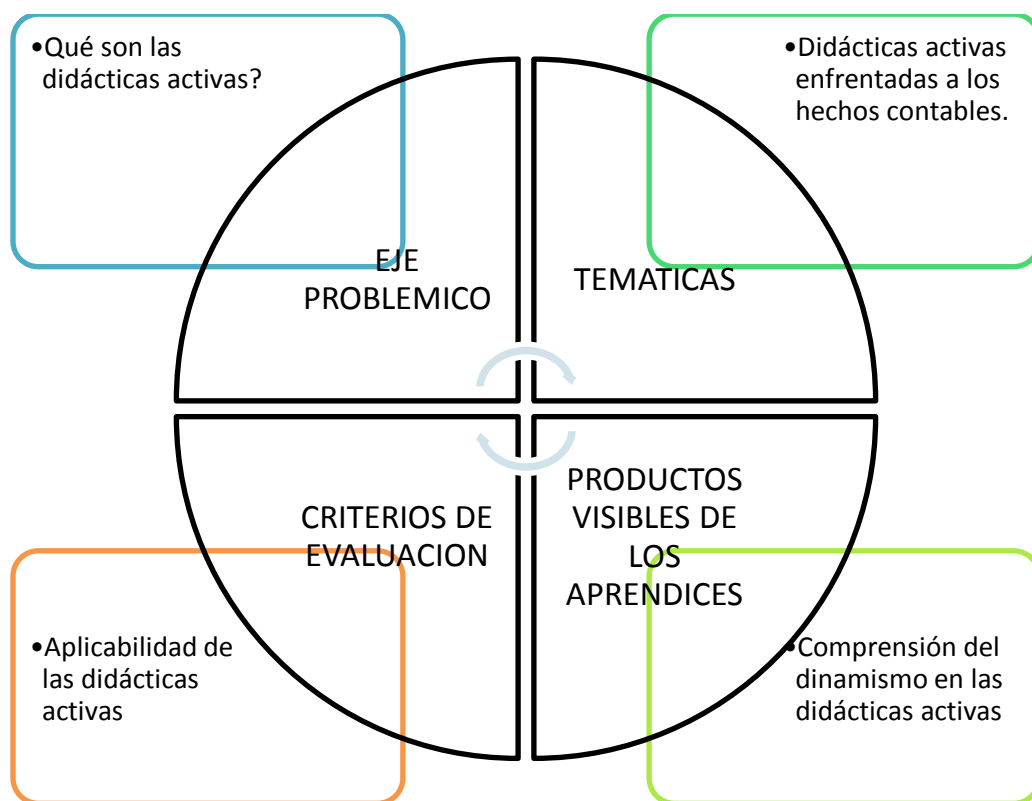 •Qué son las
didácticas activas?
•Didácticas activas
enfrentadas a los
hechos contables.
EJE
PROBLEMICO
TEMATICAS
CRITERIOS DE
EVALUACION
PRODUCTOS
VISIBLES DE
LOS
APRENDICES
•Aplicabilidad de
las didácticas
activas
•Comprensión del
dinamismo en las
didácticas activas